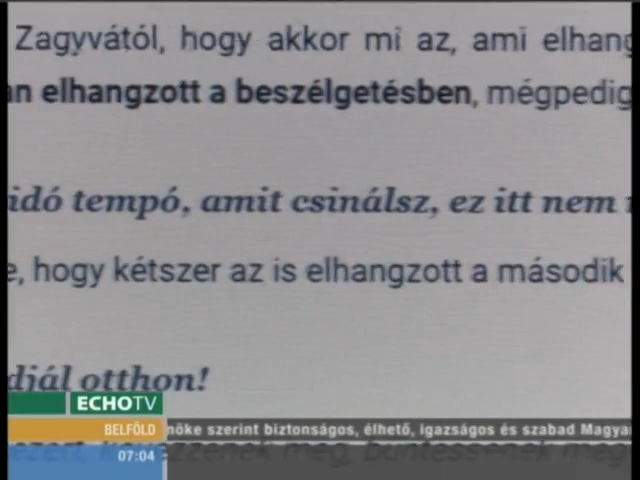 Zagyvától, hogy akkor mi az, ami elhang
an elhangzott a beszélgetésben, mégpedig
idó tempó, amit csinálsz, ez itt nem
e, hogy kétszer az is elhangzott a második
djál otthon!
ECHOTV
BELFÖLD
nöke szerint biztonságos, élhető, igazságos és szabad Magya
07:04